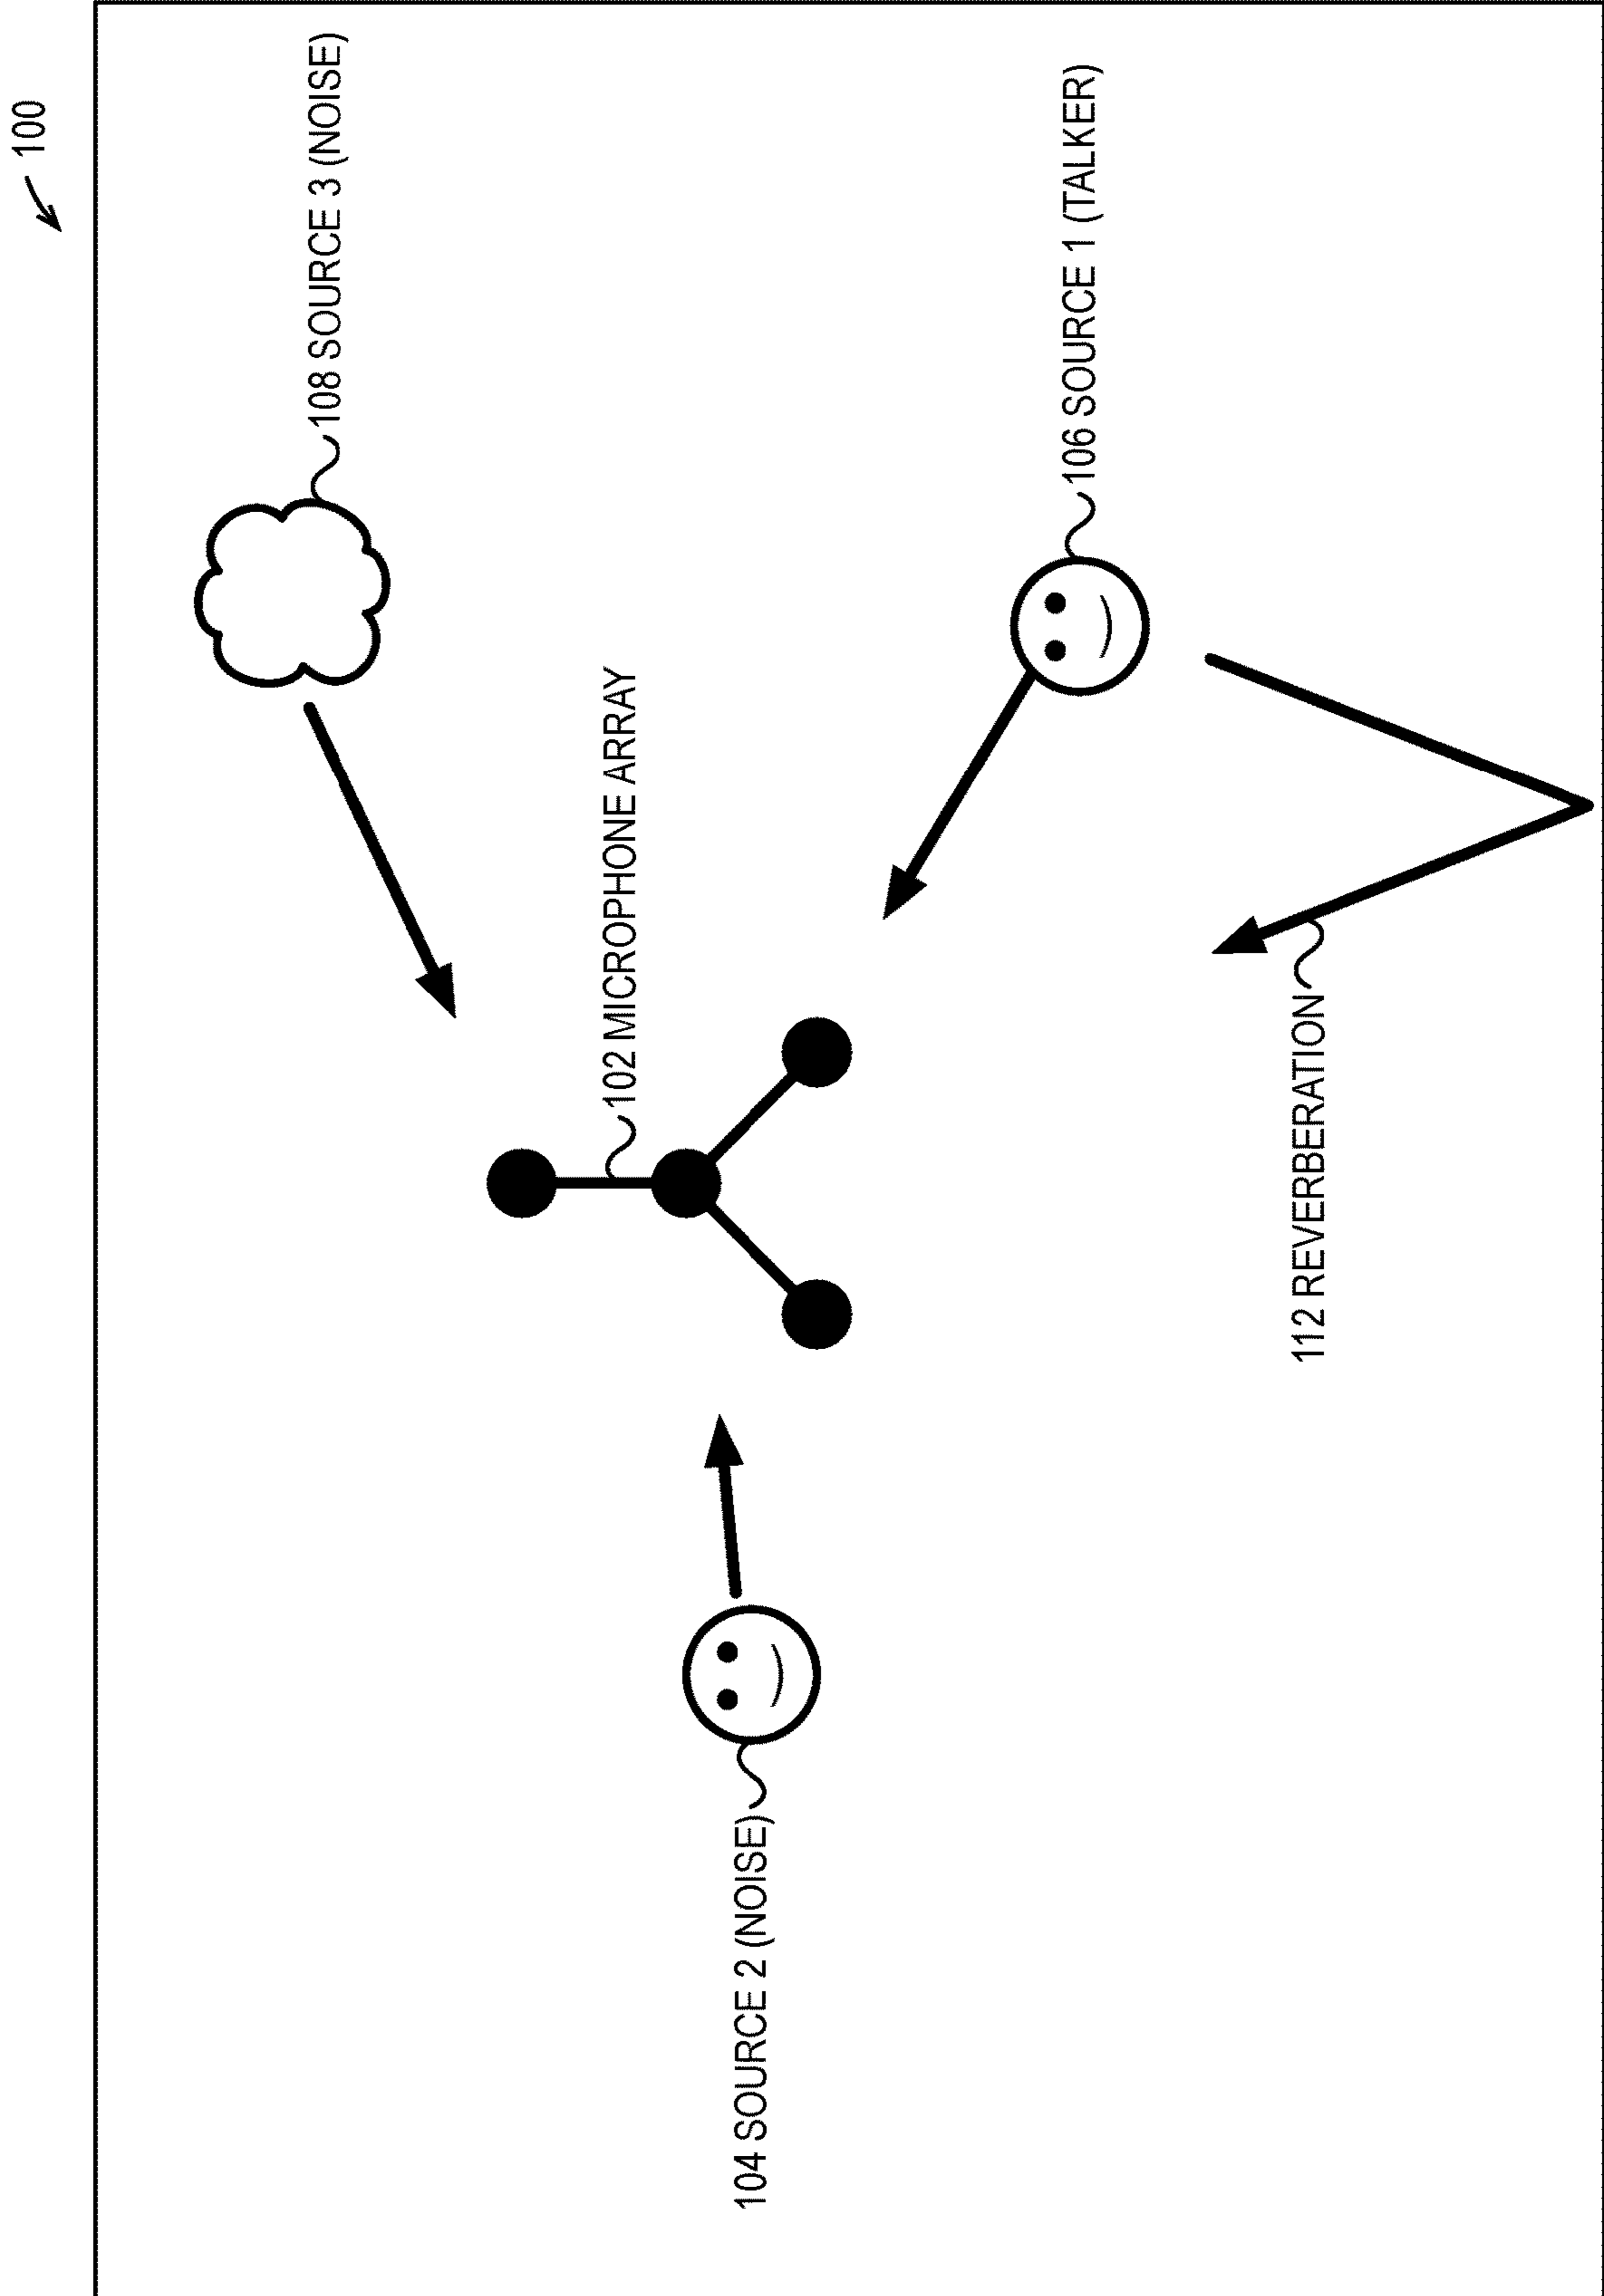 100
108 SOURCE 3 (NOISE)
102 MICROPHONE ARRAY
104 SOURCE 2 (NOISE)
106 SOURCE 1 (TALKER)
112 REVERBERATION